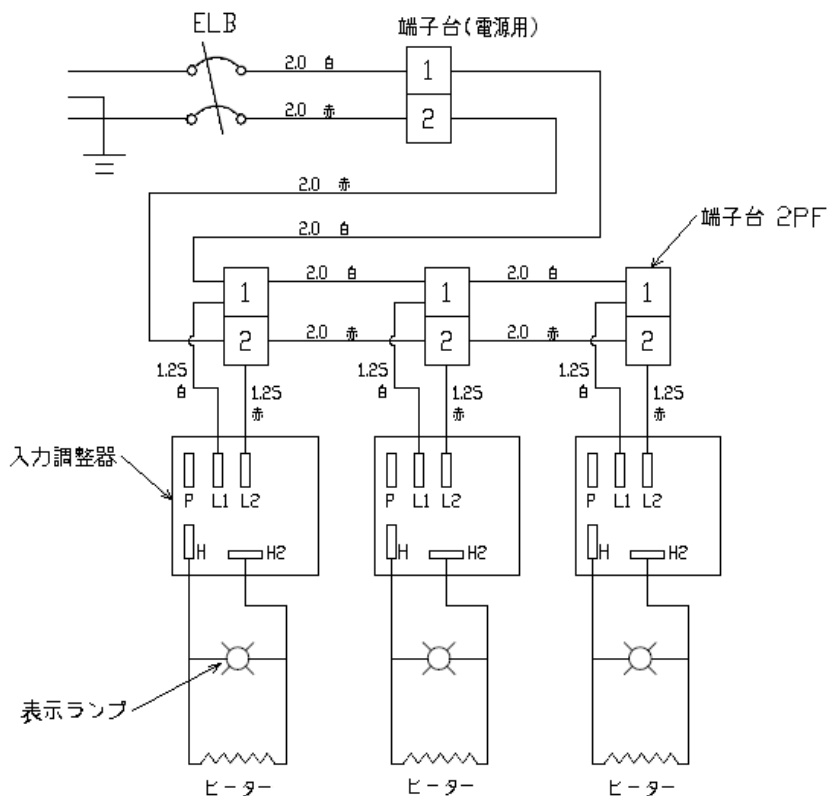 ELB
端子台(電源用)
2.0 白
1
2.0 赤
2
2.0 赤
2.0 白
端子台 2PF
1
2.0 白
1
2.0 白
1
2
2.0 赤
2
2.0 赤
2
1.25
白
1.25
赤
1.25
白
1.25
赤
1.25
白
1.25
赤
入力調整器
P L1 L2
H H2
P L1 L2
H H2
P L1 L2
H H2
表示ランプ
ヒーター
ヒーター
ヒーター